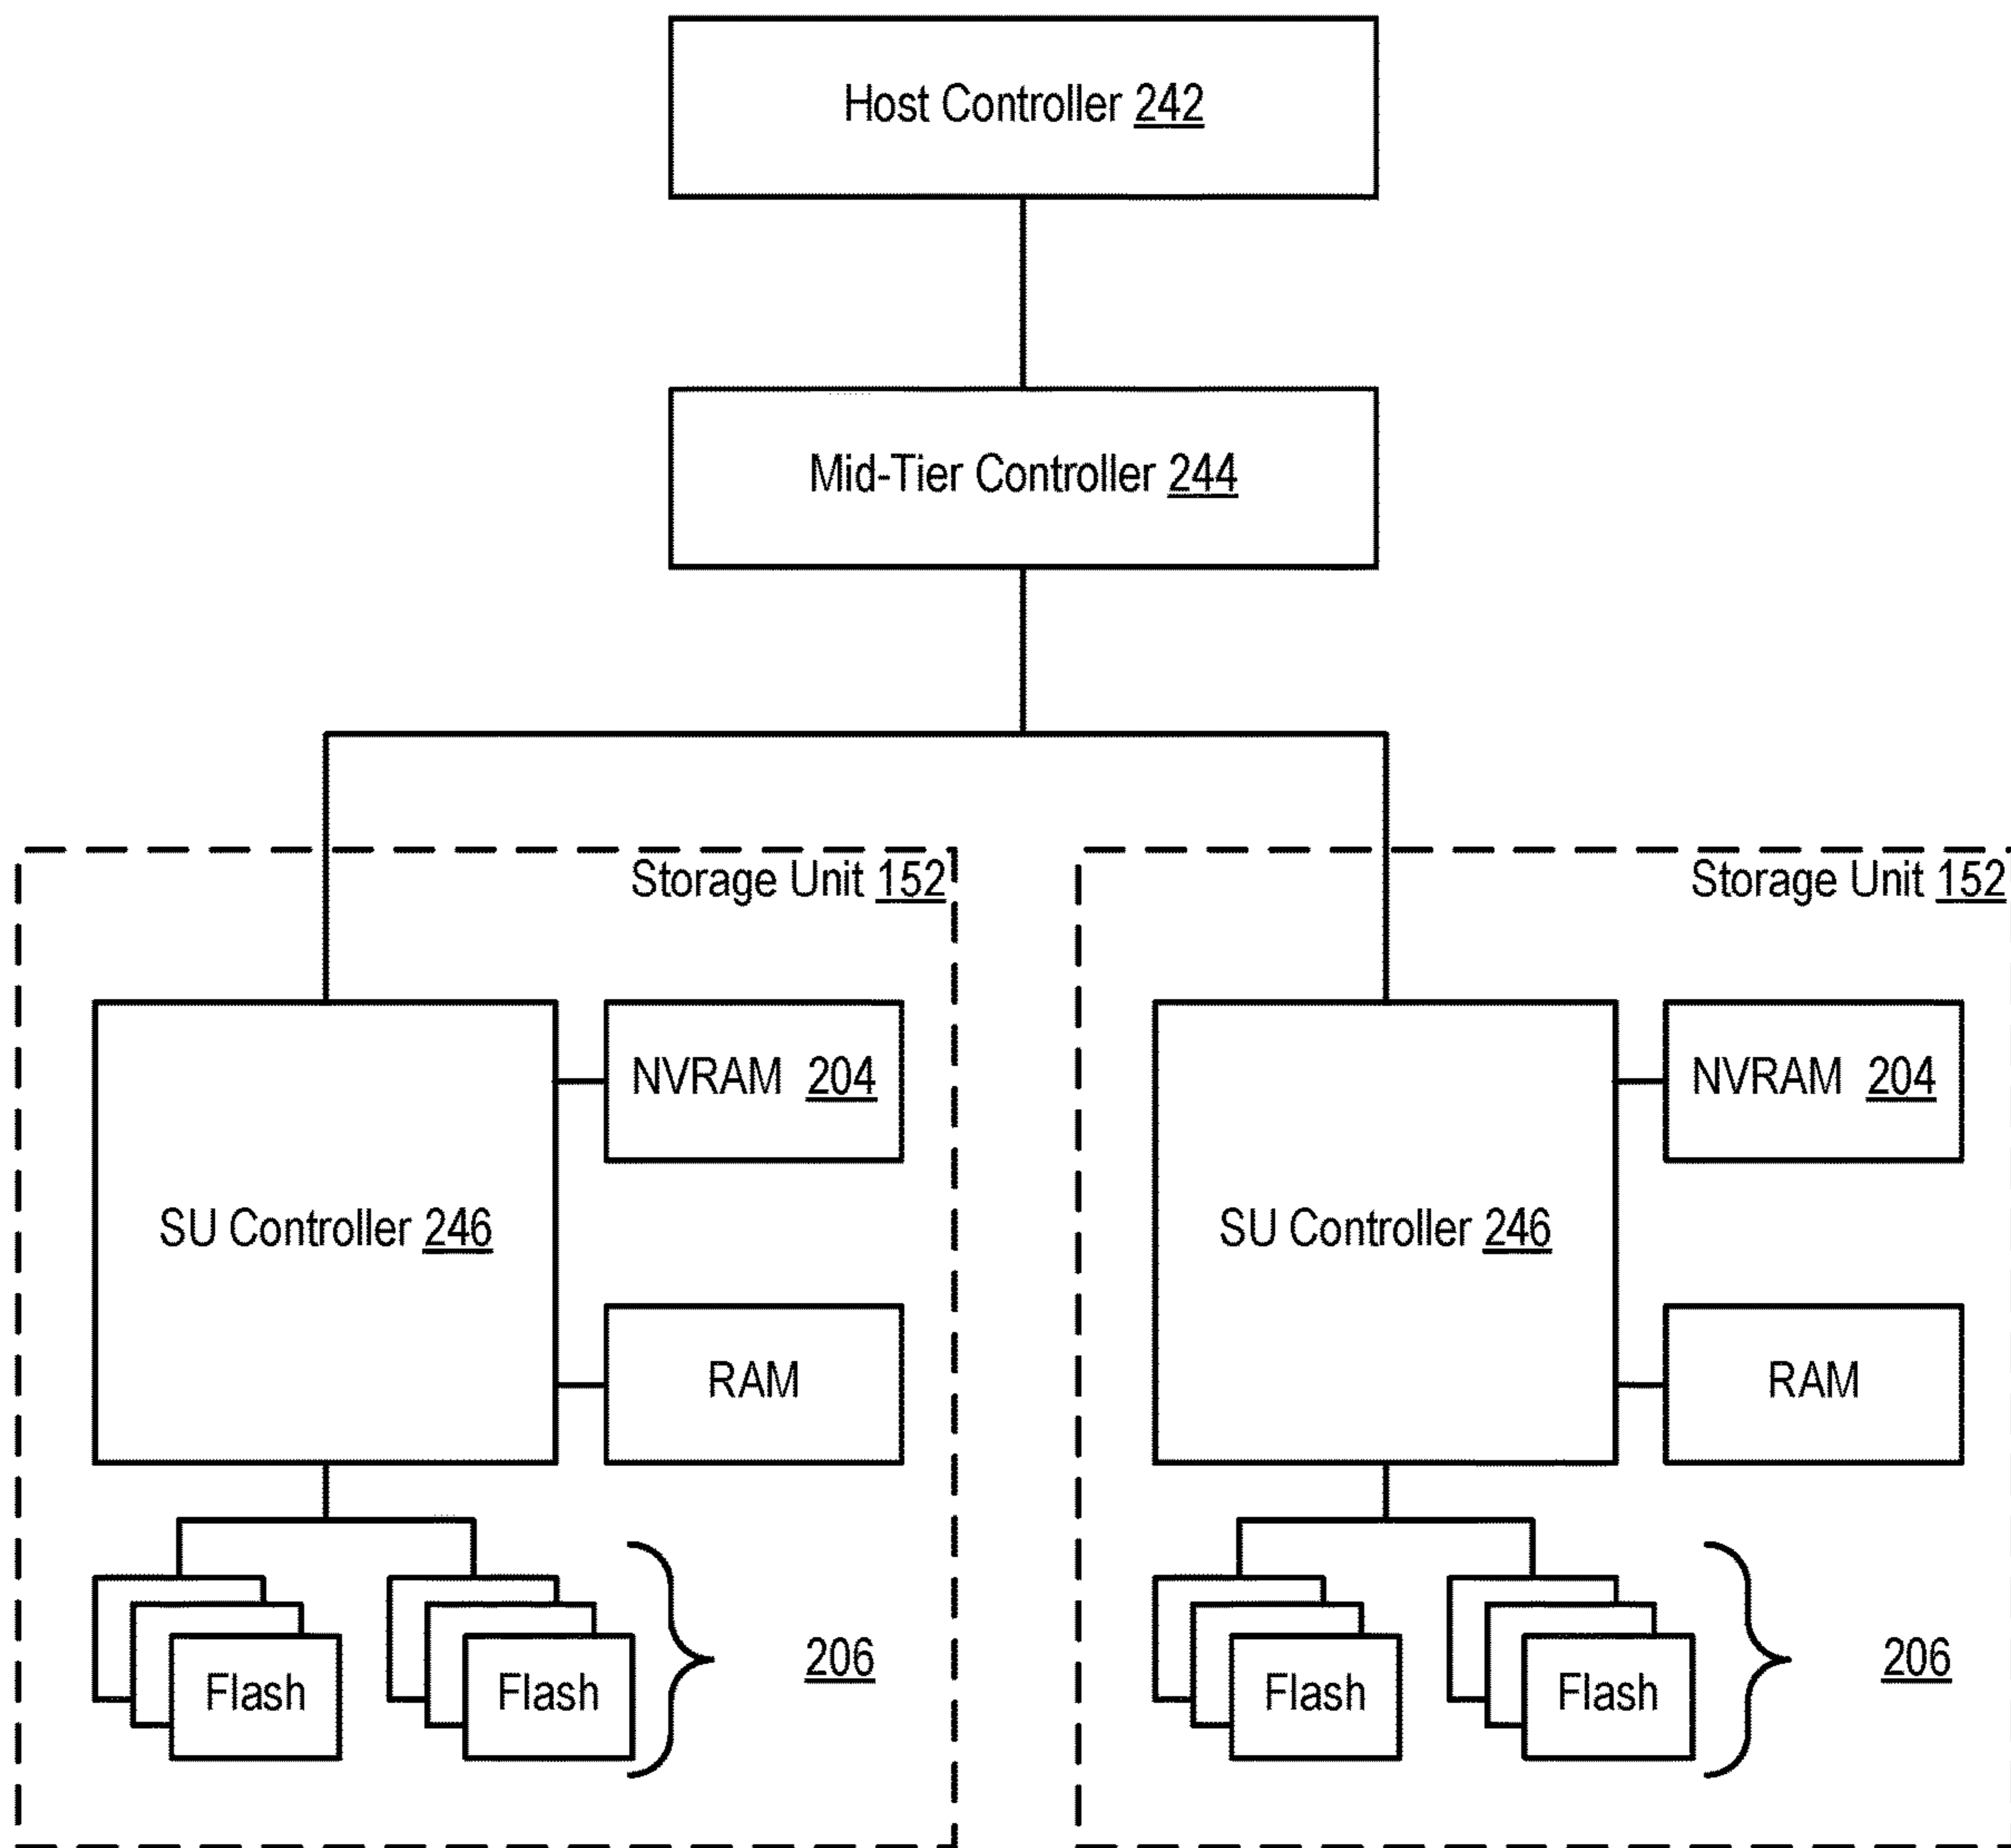 Host Controller 242
Mid-Tier Controller 244
Storage Unit 152
NVRAM 204
SU Controller 246
RAM
Flash
Flash
206
Storage Unit 152
NVRAM 204
SU Controller 246
RAM
Flash
Flash
206